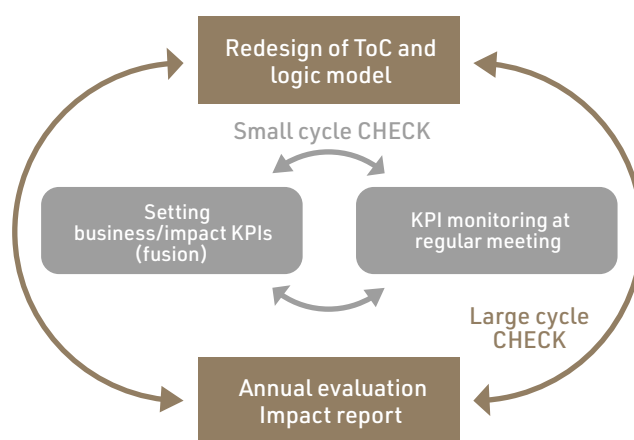 Redesign of ToC and
logic model
Small cycle CHECK
Setting
business/impact KPIs
(fusion)
KPI monitoring at
regular meeting
Large cycle
CHECK
Annual evaluation
Impact report